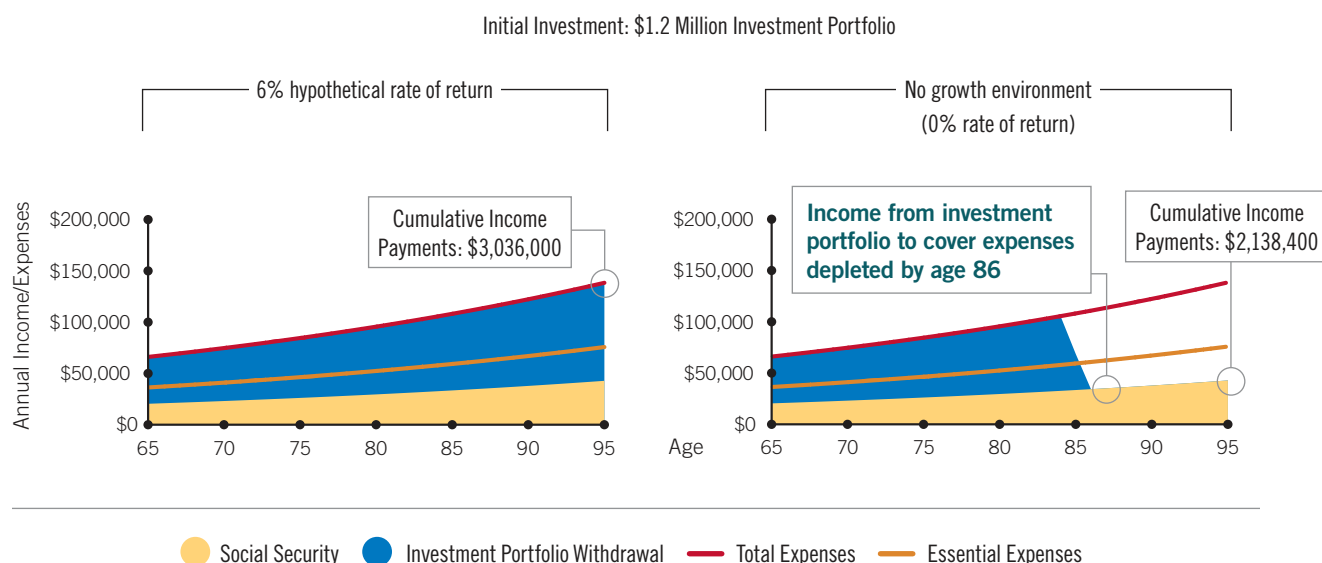 Initial Investment: $1.2 Million Investment Portfolio
6% hypothetical rate of return
No growth environment
(0% rate of return)
Annual Income/Expenses
$200,000
$150,000
$100,000
$50,000
$0
65
70
75
80
85
90
95
Cumulative Income
Payments: $3,036,000
Age
$200,000
$150,000
$100,000
$50,000
$0
65
70
75
80
85
90
95
Income from investment
portfolio to cover expenses
depleted by age 86
Cumulative Income
Payments: $2,138,400
Social Security
Investment Portfolio Withdrawal
Total Expenses
Essential Expenses